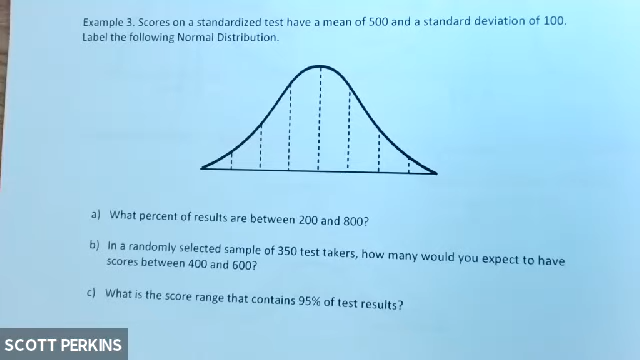 Example 3. Scores on a standardized test have a mean of 500 and a standard deviation of 100.
Label the following Normal Distribution.
a) What percent of results are between 200 and 800?
b) In a randomly selected sample of 350 test takers, how many would you expect to have
scores between 400 and 600?
c) What is the score range that contains 95% of test results?
SCOTT PERKINS